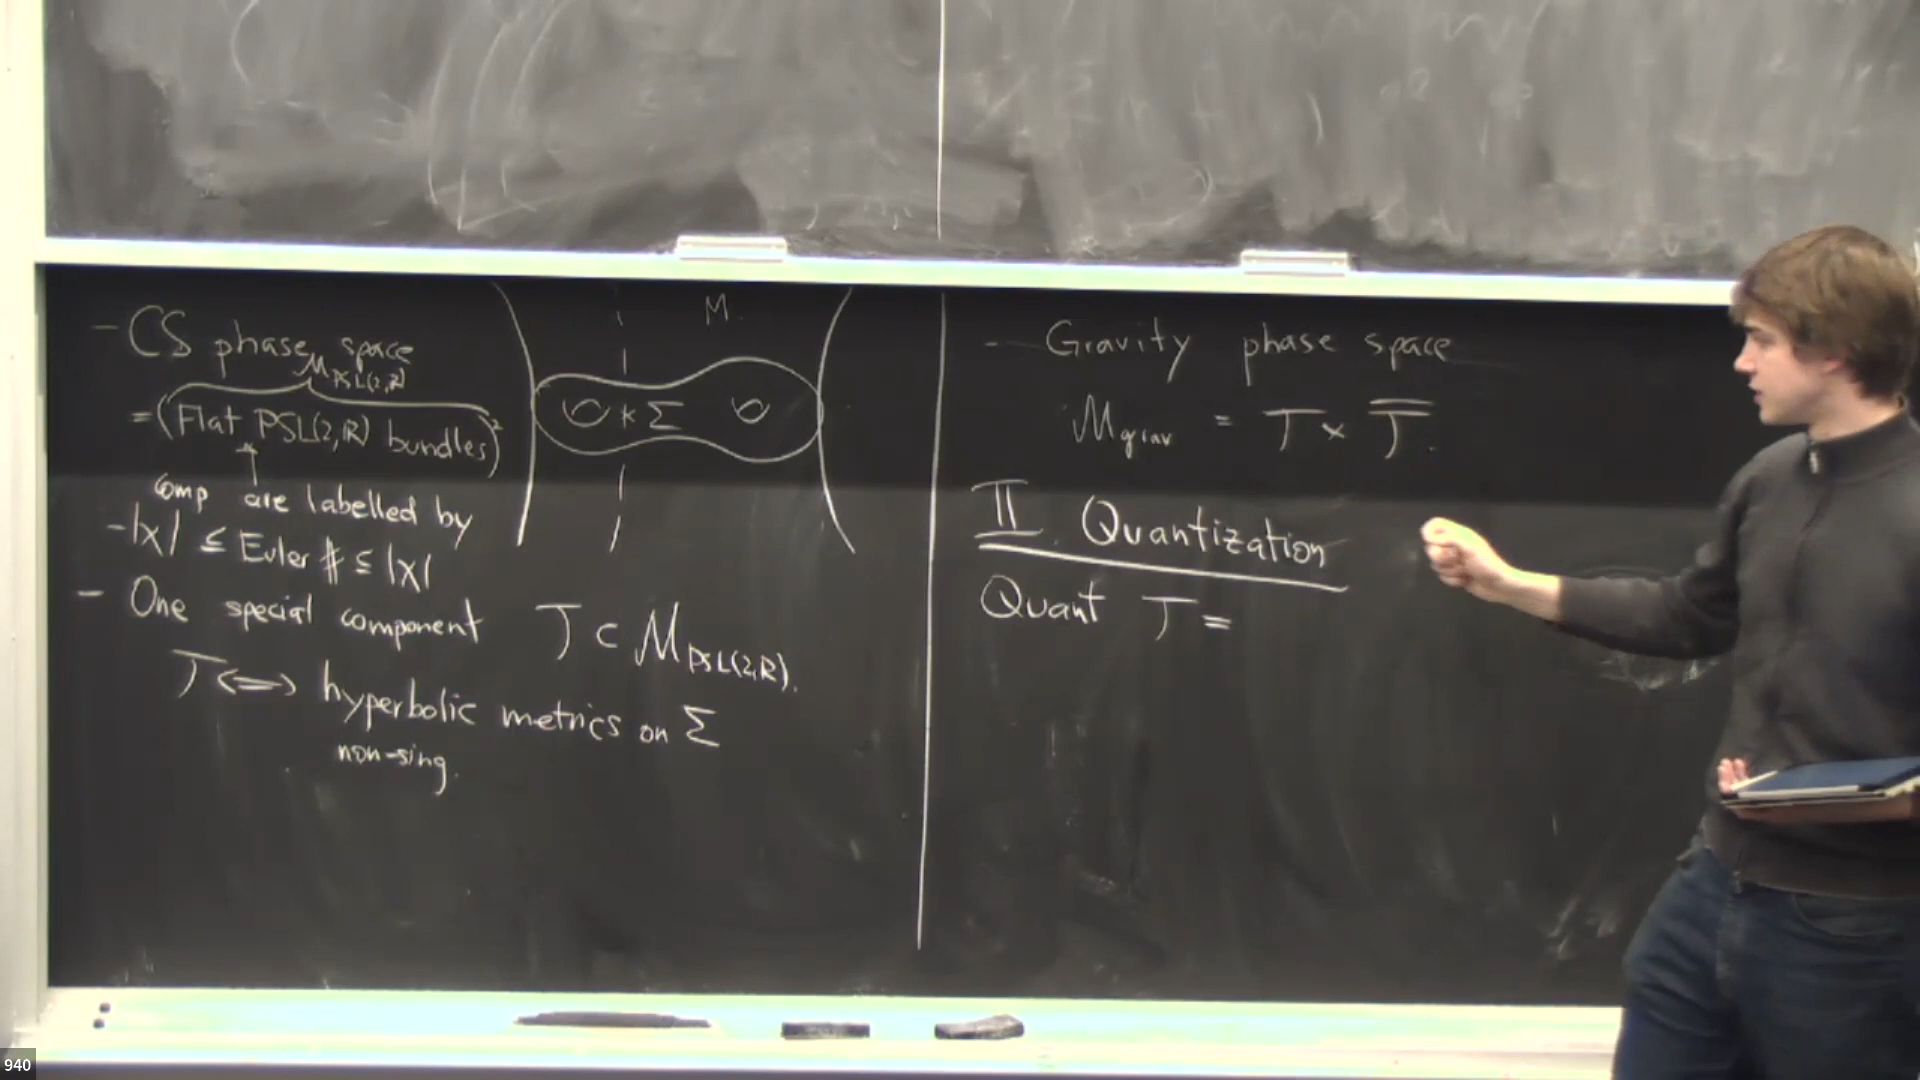 - CS phase space
M_PSL(2,R)
= (Flat PSL(2,R) bundles)²
comp are labelled by
-|χ| ≤ Euler # ≤ |χ|
- One special component T ⊂ M_PSL(2,R).
T ⟺ hyperbolic metrics on Σ
non-sing.
M.
Σ
- Gravity phase space
M_grav = T × T̄.
II. Quantization
Quant T =
940